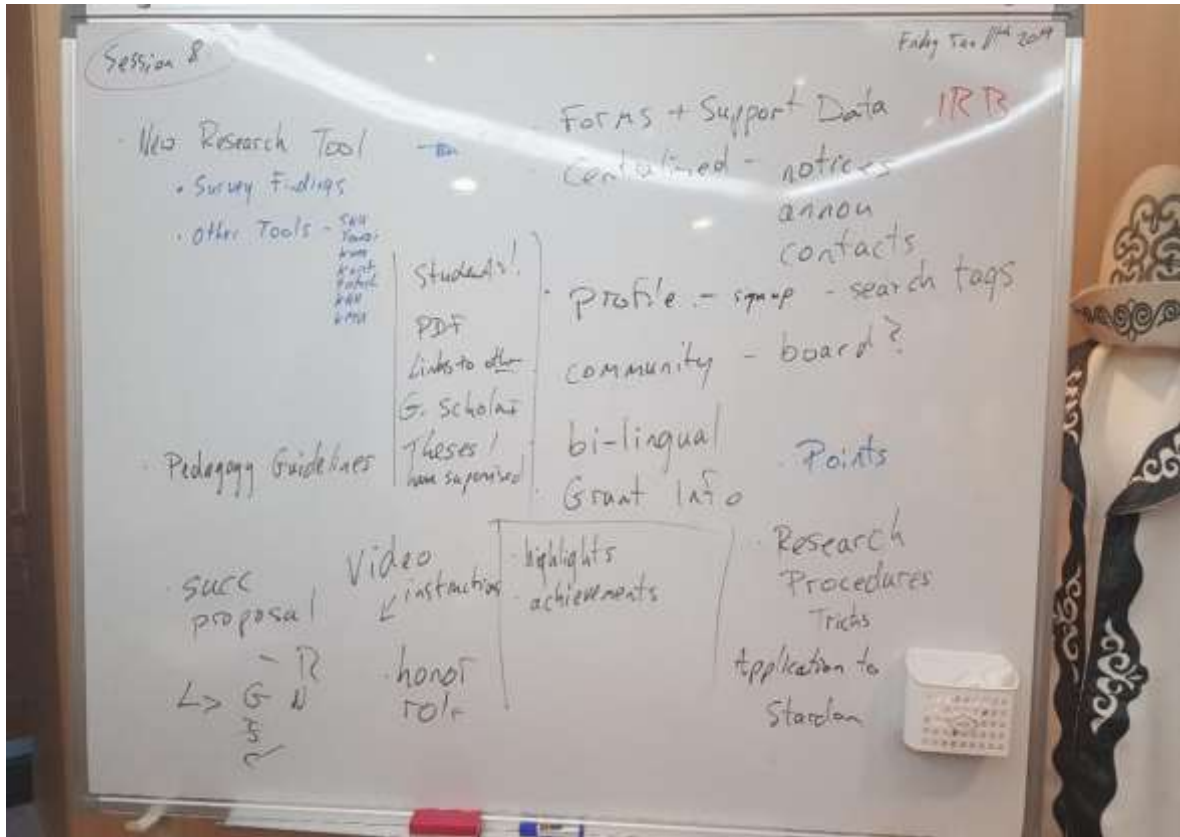 Session 8
Friday Jan 2019
· New Research Tool
· Survey Findings
· Other Tools -
Students!
PDF
Links to other
G. Scholar
Theses I
have supervised
· Pedagogy Guidelines
Forms + Support Data
IRB
Centralized - notices
annou
contacts
· Profile - signup - search tags
community - board?
bi-lingual
Grant Info
· Points
· succ
proposal
- R
↳ G N
video
instructions
· honor
role
· highlights
· achievements
· Research
Procedures
Tricks
Application to
Stardom